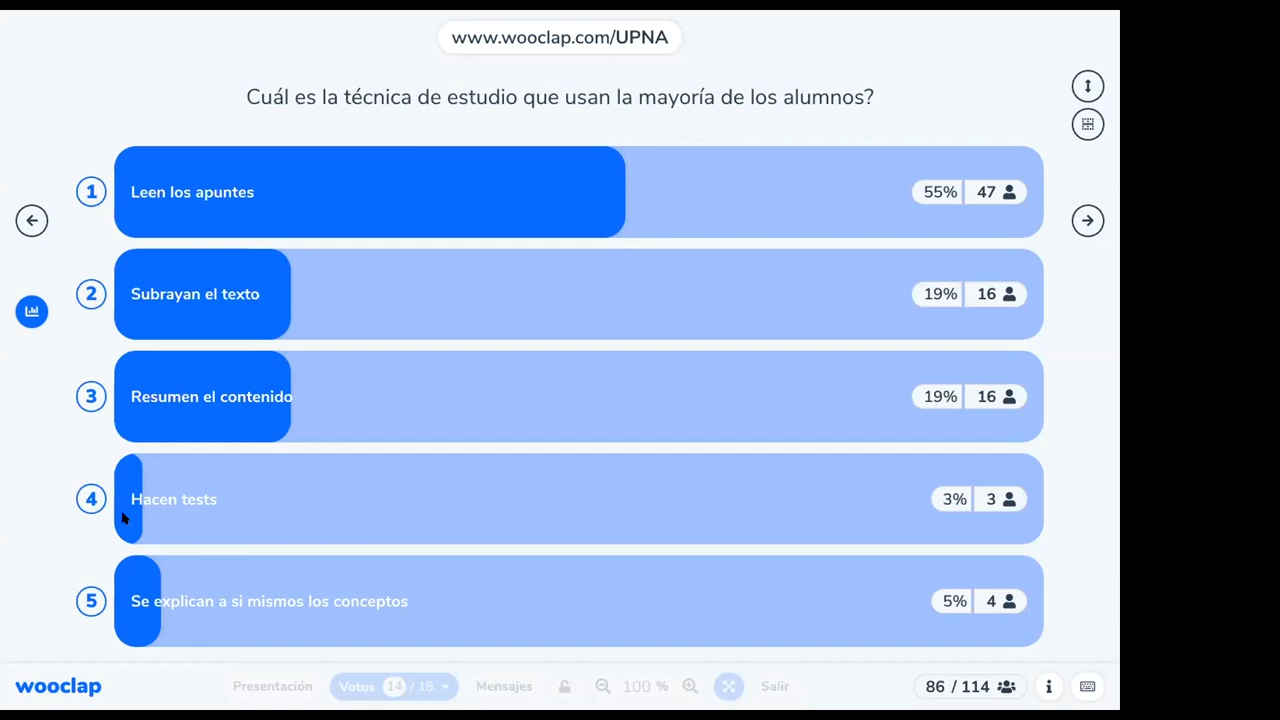 www.wooclap.com/UPNA
Cuál es la técnica de estudio que usan la mayoría de los alumnos?
1 Leen los apuntes 55% 47
2 Subrayan el texto 19% 16
3 Resumen el contenido 19% 16
4 Hacen tests 3% 3
5 Se explican a si mismos los conceptos 5% 4
wooclap Presentación Votos 14 / 18 Mensajes 100 % Salir 86 / 114